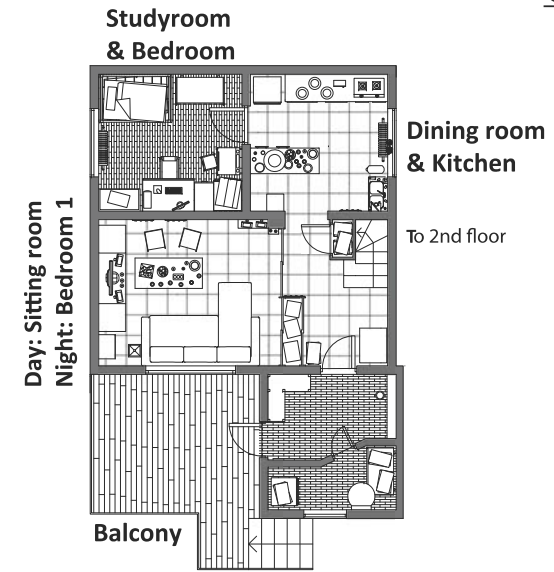 Studyroom
& Bedroom
Dining room
& Kitchen
To 2nd floor
Day: Sitting room
Night: Bedroom 1
Balcony